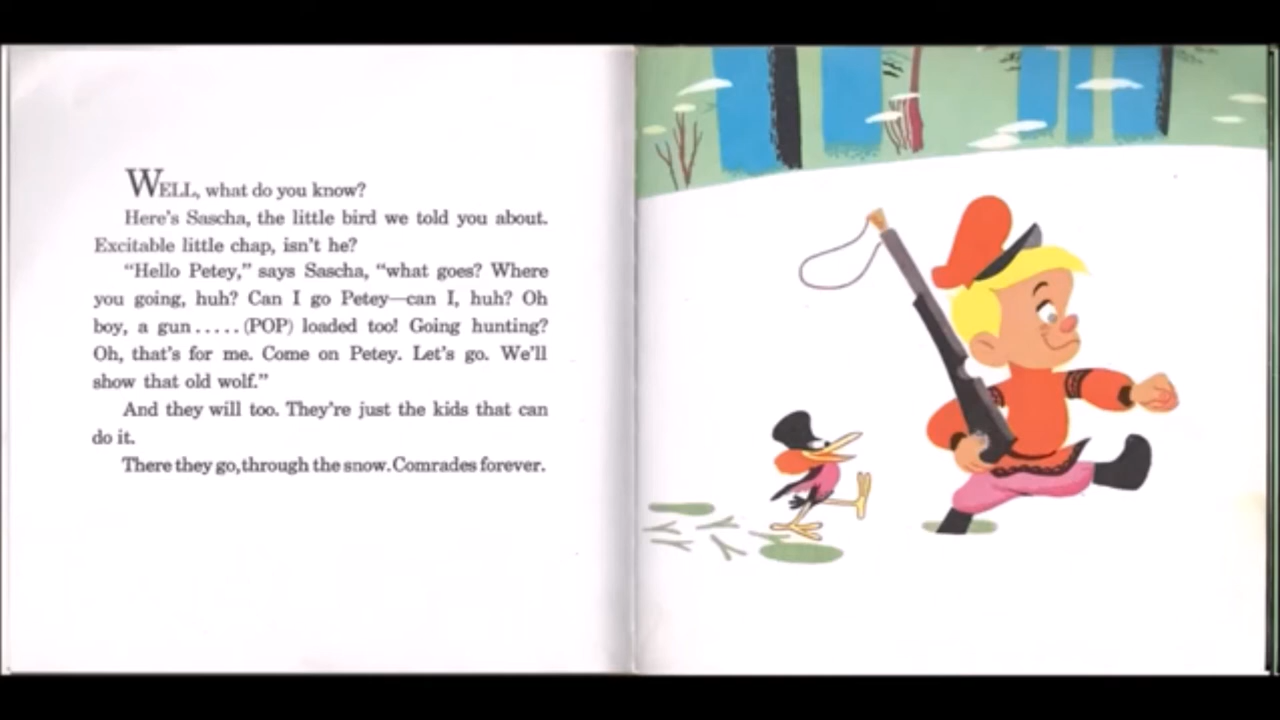 WELL, what do you know?
Here's Sascha, the little bird we told you about.
Excitable little chap, isn't he?
"Hello Petey," says Sascha, "what goes? Where
you going, huh? Can I go Petey—can I, huh? Oh
boy, a gun ..... (POP) loaded too! Going hunting?
Oh, that's for me. Come on Petey. Let's go. We'll
show that old wolf."
And they will too. They're just the kids that can
do it.
There they go, through the snow. Comrades forever.